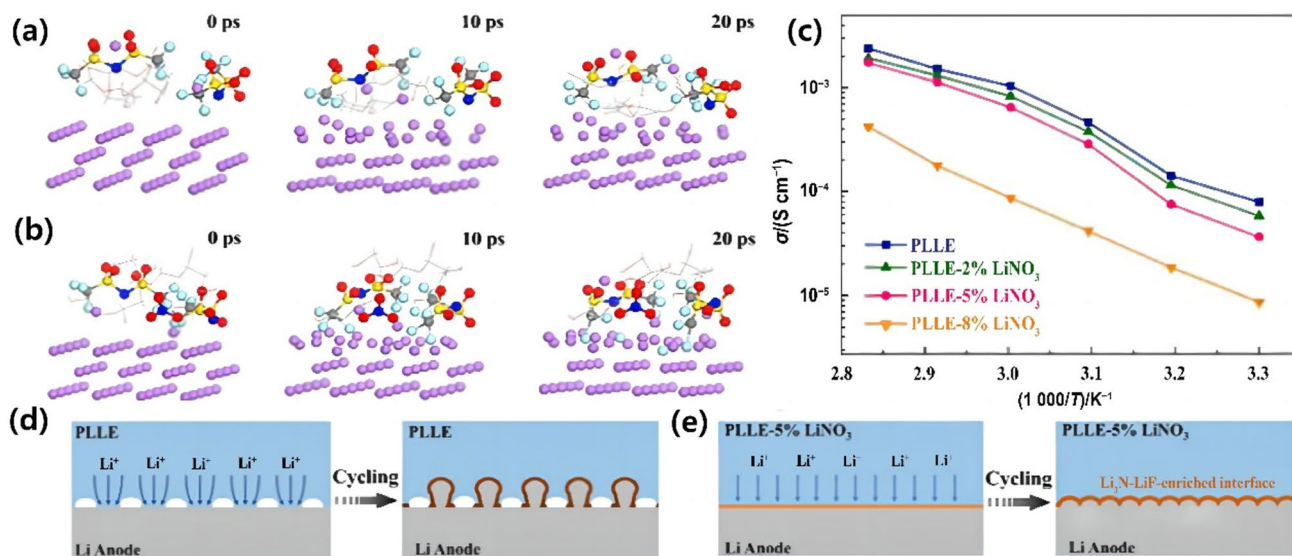 (a)
0 ps
10 ps
20 ps
(b)
0 ps
10 ps
20 ps
(c)
σ/(S cm⁻¹)
10⁻³
10⁻⁴
10⁻⁵
PLLE
PLLE-2% LiNO₃
PLLE-5% LiNO₃
PLLE-8% LiNO₃
2.8 2.9 3.0 3.1 3.2 3.3
(1 000/T)/K⁻¹
(d)
PLLE
Li⁺ Li⁺ Li⁺ Li⁺ Li⁺
Li Anode
Cycling
PLLE
Li Anode
(e)
PLLE-5% LiNO₃
Li⁺ Li⁺ Li⁺ Li⁺ Li⁺
Li Anode
Cycling
PLLE-5% LiNO₃
Li₃N-LiF-enriched interface
Li Anode